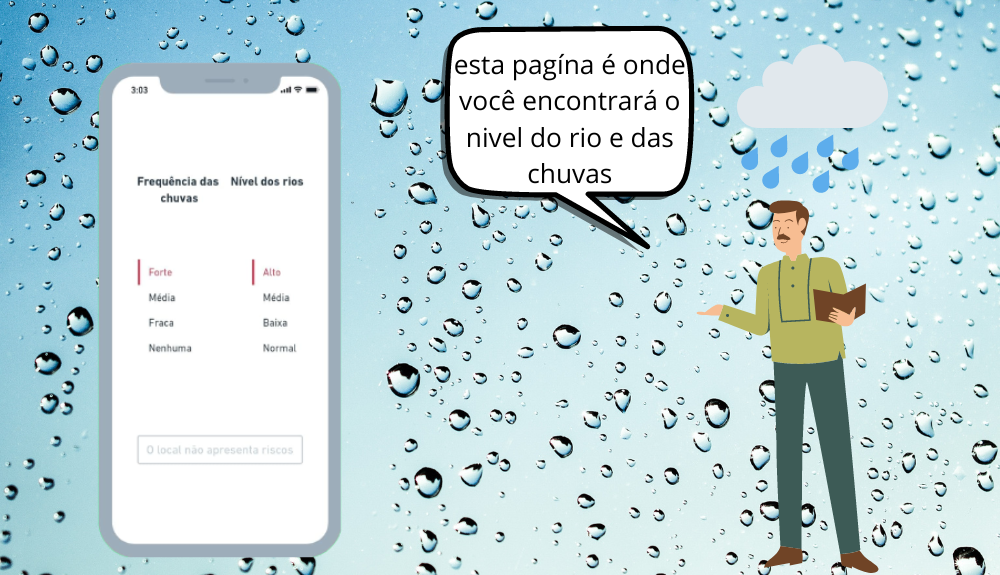 esta pagína é onde
você encontrará o
nivel do rio e das
chuvas
3:03
Frequência das
chuvas
Nível dos rios
Forte
Média
Fraca
Nenhuma
Alto
Média
Baixa
Normal
O local não apresenta riscos